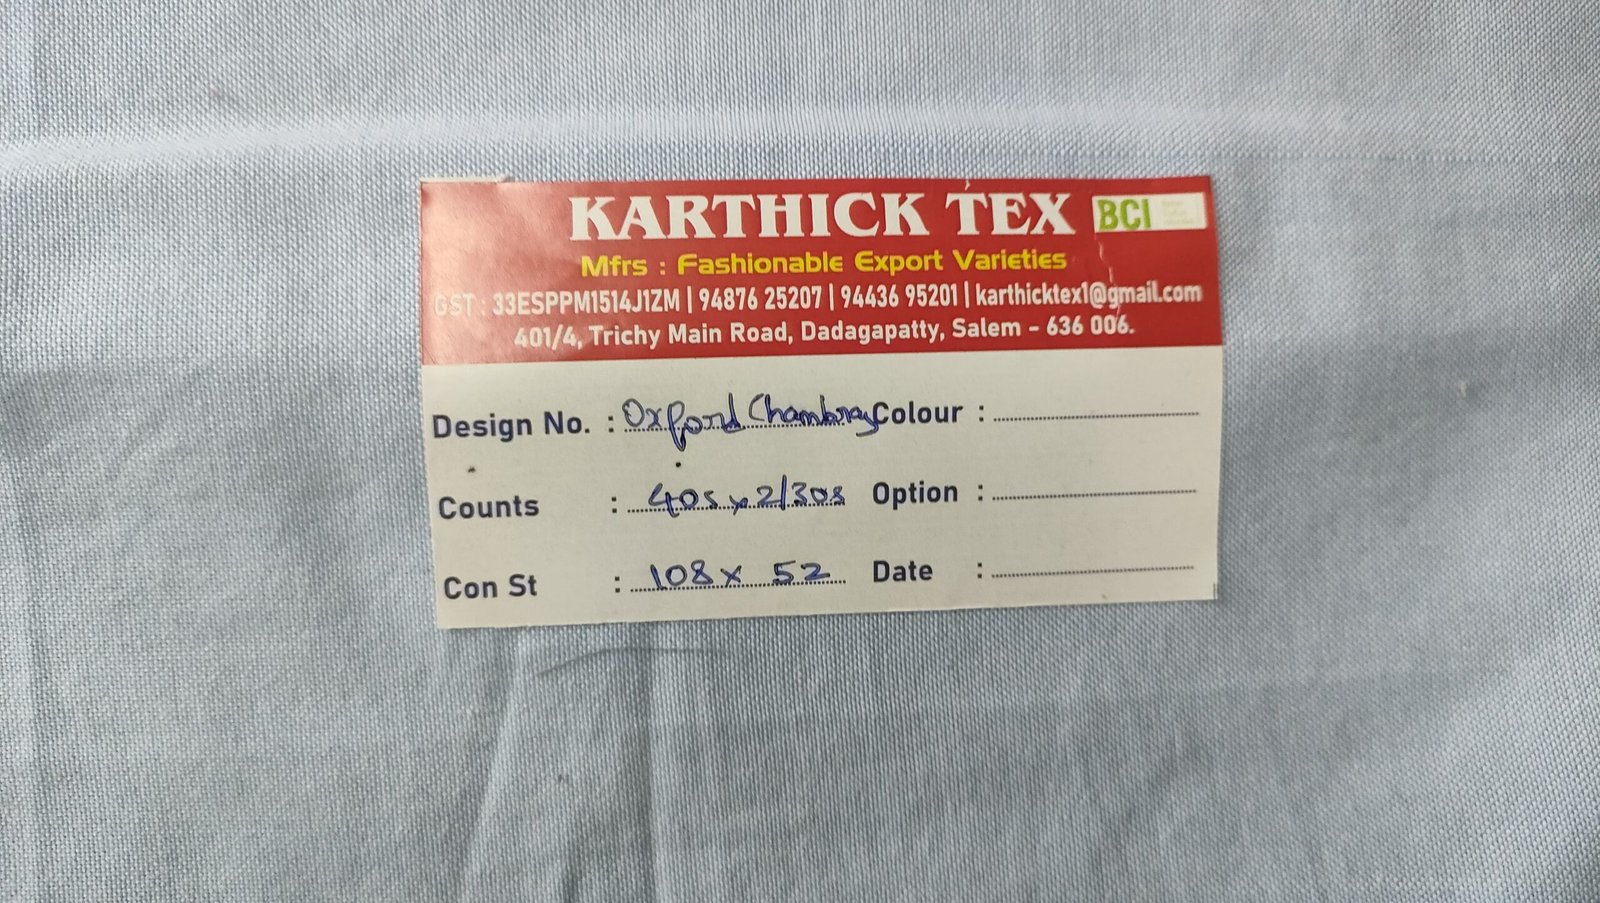 KARTHICK TEX BCI
Mfrs : Fashionable Export Varieties
GST : 33ESPPM1514J1ZM | 94876 25207 | 94436 95201 | karthicktex1@gmail.com
401/4, Trichy Main Road, Dadagapatty, Salem - 636 006.
Design No. : Oxford Chambray Colour :
Counts : 40s x 2/30s Option :
Con St : 108 x 52 Date :